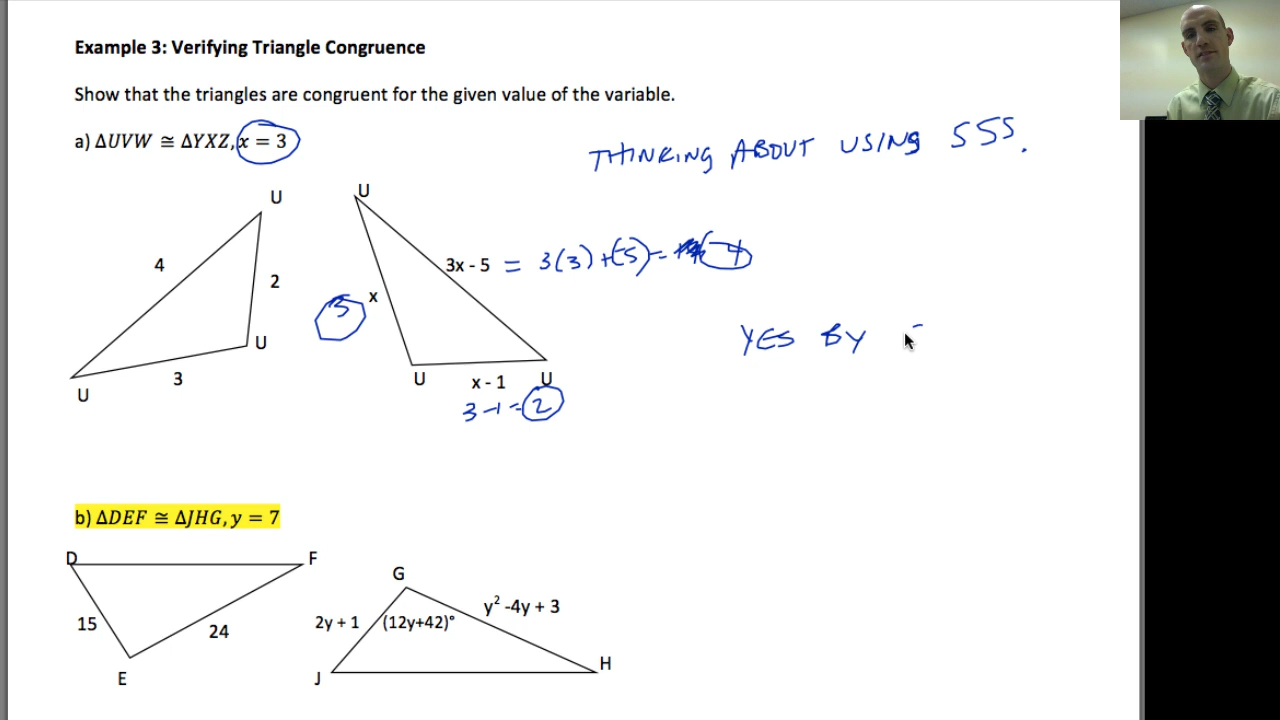 Example 3: Verifying Triangle Congruence
Show that the triangles are congruent for the given value of the variable.
a) ΔUVW ≅ ΔYXZ, x = 3
THINKING ABOUT USING SSS.
U
U
4
2
3x - 5 = 3(3)+(-5)= 4
3
x
YES BY
U
3
U
U
x - 1
U
3-1=2
b) ΔDEF ≅ ΔJHG, y = 7
D
F
G
15
24
2y + 1
(12y+42)°
y² -4y + 3
E
J
H